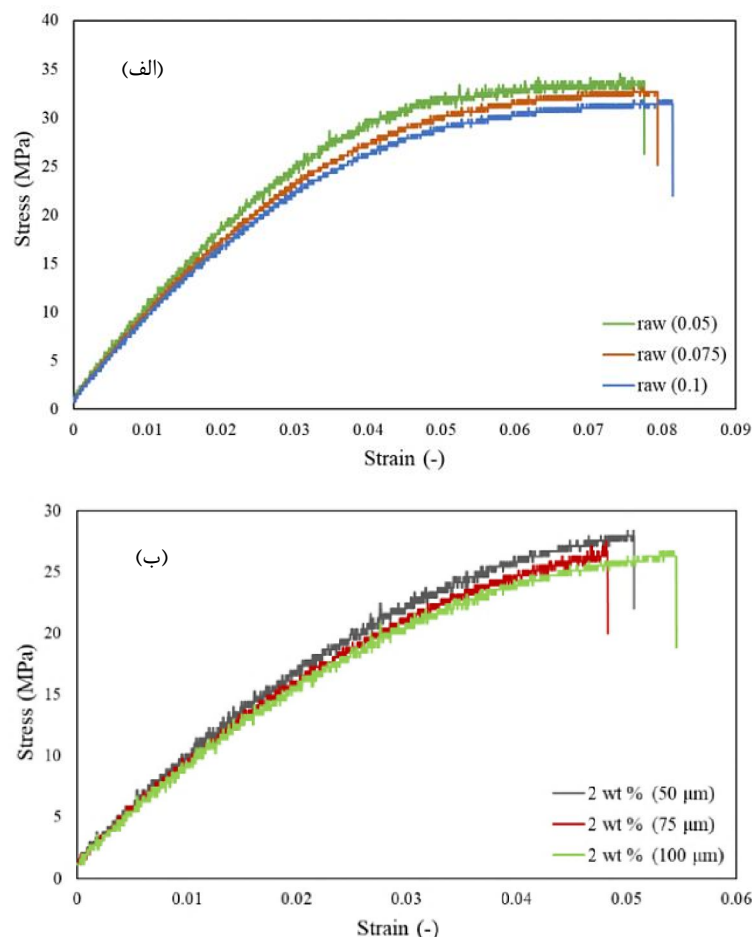 40
35
(الف)
30
25
20
15
10
5
0
Stress (MPa)
raw (0.05)
raw (0.075)
raw (0.1)
0 0.01 0.02 0.03 0.04 0.05 0.06 0.07 0.08 0.09
Strain (-)
30
(ب)
25
20
15
10
5
0
Stress (MPa)
2 wt % (50 μm)
2 wt % (75 μm)
2 wt % (100 μm)
0 0.01 0.02 0.03 0.04 0.05 0.06
Strain (-)